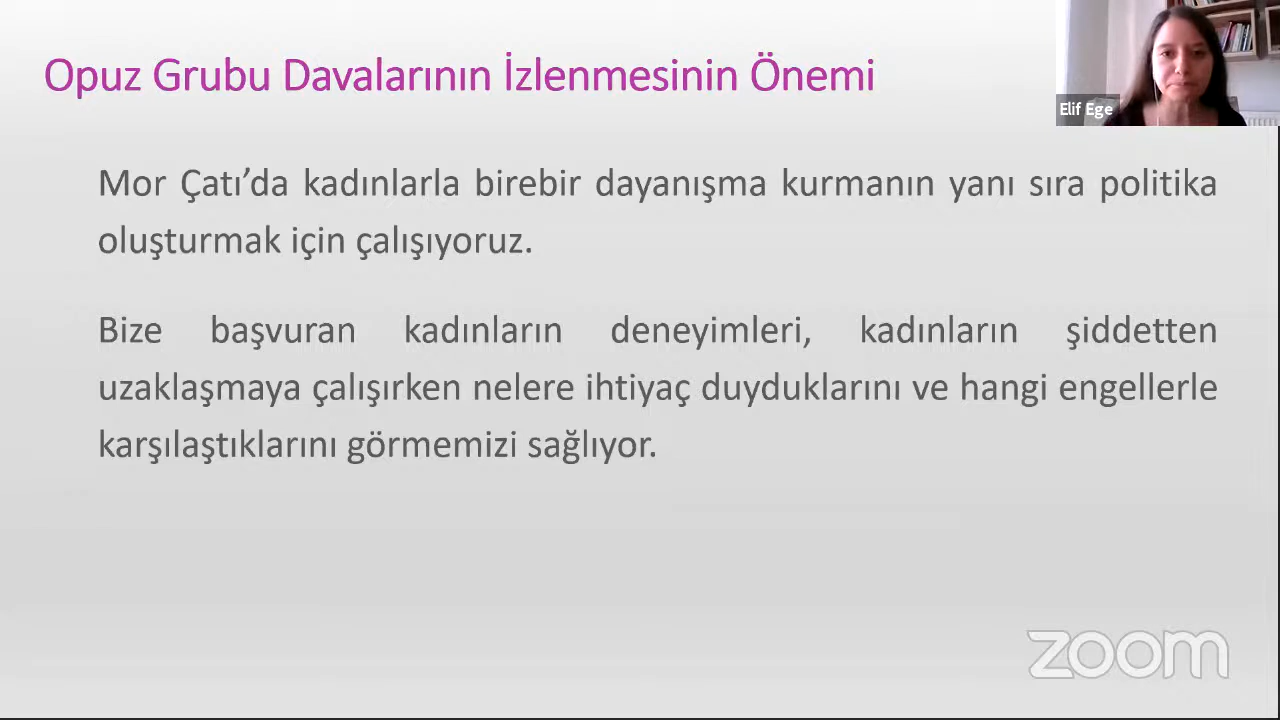 Opuz Grubu Davalarının İzlenmesinin Önemi
Elif Ege
Mor Çatı’da kadınlarla birebir dayanışma kurmanın yanı sıra politika
oluşturmak için çalışıyoruz.
Bize başvuran kadınların deneyimleri, kadınların şiddetten
uzaklaşmaya çalışırken nelere ihtiyaç duyduklarını ve hangi engellerle
karşılaştıklarını görmemizi sağlıyor.
zoom